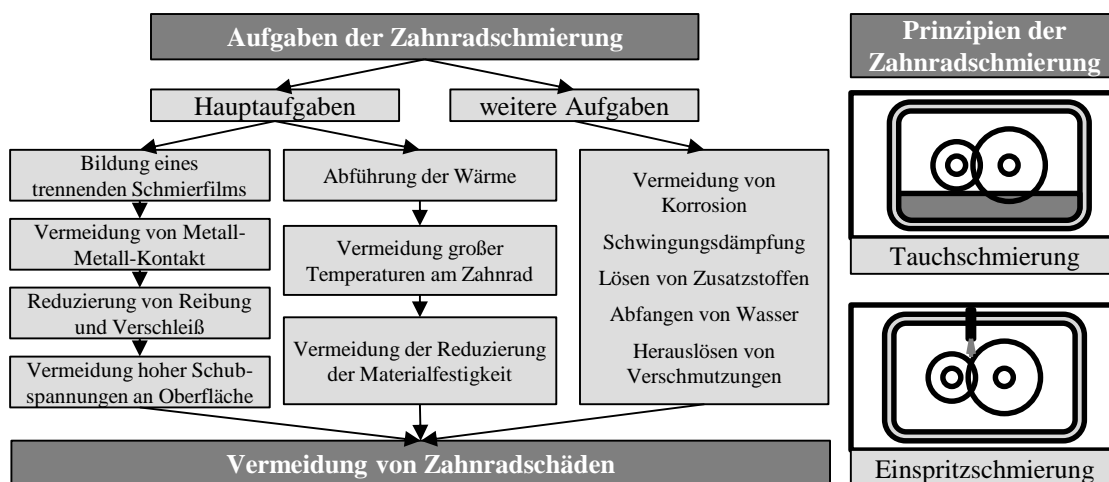 Aufgaben der Zahnradschmierung
Hauptaufgaben
weitere Aufgaben
Bildung eines
trennenden Schmierfilms
Vermeidung von Metall-
Metall-Kontakt
Reduzierung von Reibung
und Verschleiß
Vermeidung hoher Schub-
spannungen an Oberfläche
Abführung der Wärme
Vermeidung großer
Temperaturen am Zahnrad
Vermeidung der Reduzierung
der Materialfestigkeit
Vermeidung von
Korrosion
Schwingungsdämpfung
Lösen von Zusatzstoffen
Abfangen von Wasser
Herauslösen von
Verschmutzungen
Vermeidung von Zahnradschäden
Prinzipien der
Zahnradschmierung
Tauchschmierung
Einspritzschmierung